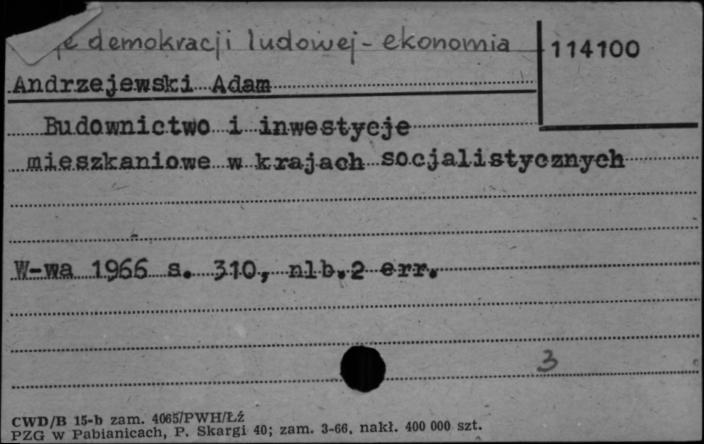 demokracji ludowej - ekonomia
114100
Andrzejewski Adam
Budownictwo i inwestycje
mieszkaniowe w krajach socjalistycznych
W-wa 1966 s. 310, nlb.2 err.
3
CWD/B 15-b zam. 4065/PWH/Łź
PZG w Pabianicach, P. Skargi 40; zam. 3-66, nakł. 400 000 szt.